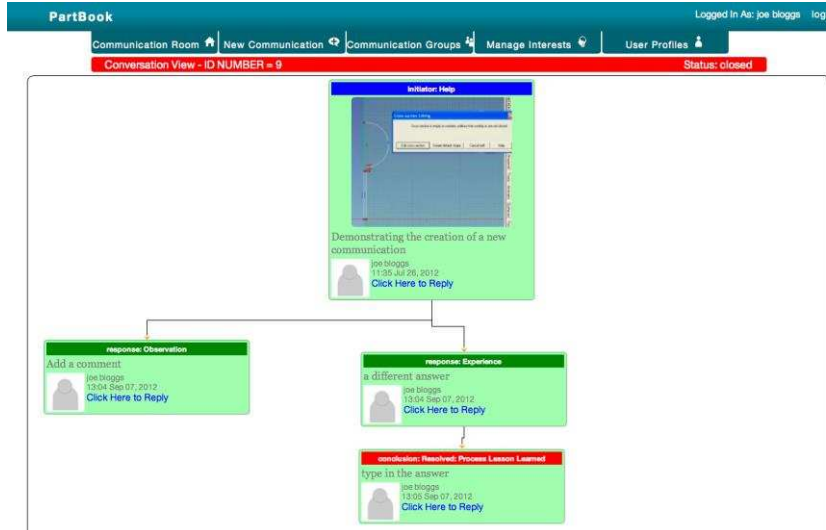 PartBook
Logged In As: joe bloggs log
Communication Room New Communication Communication Groups Manage Interests User Profiles
Conversation View - ID NUMBER = 9 Status: closed
Initiator: Help
Demonstrating the creation of a new
communication
joe bloggs
11:35 Jul 26, 2012
Click Here to Reply
response: Observation
Add a comment
joe bloggs
13:04 Sep 07, 2012
Click Here to Reply
response: Experience
a different answer
joe bloggs
13:04 Sep 07, 2012
Click Here to Reply
conclusion: Resolved: Process Lesson Learned
type in the answer
joe bloggs
13:05 Sep 07, 2012
Click Here to Reply